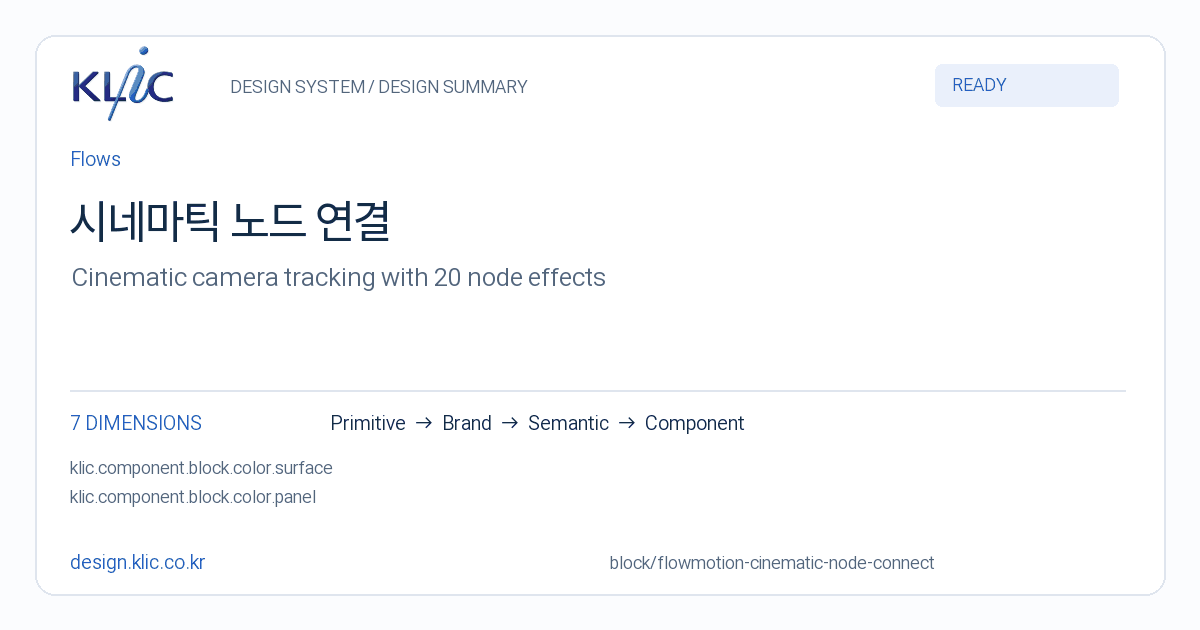 KLiC
DESIGN SYSTEM / DESIGN SUMMARY
READY
Flows
시네마틱 노드 연결
Cinematic camera tracking with 20 node effects
7 DIMENSIONS
Primitive → Brand → Semantic → Component
klic.component.block.color.surface
klic.component.block.color.panel
design.klic.co.kr
block/flowmotion-cinematic-node-connect